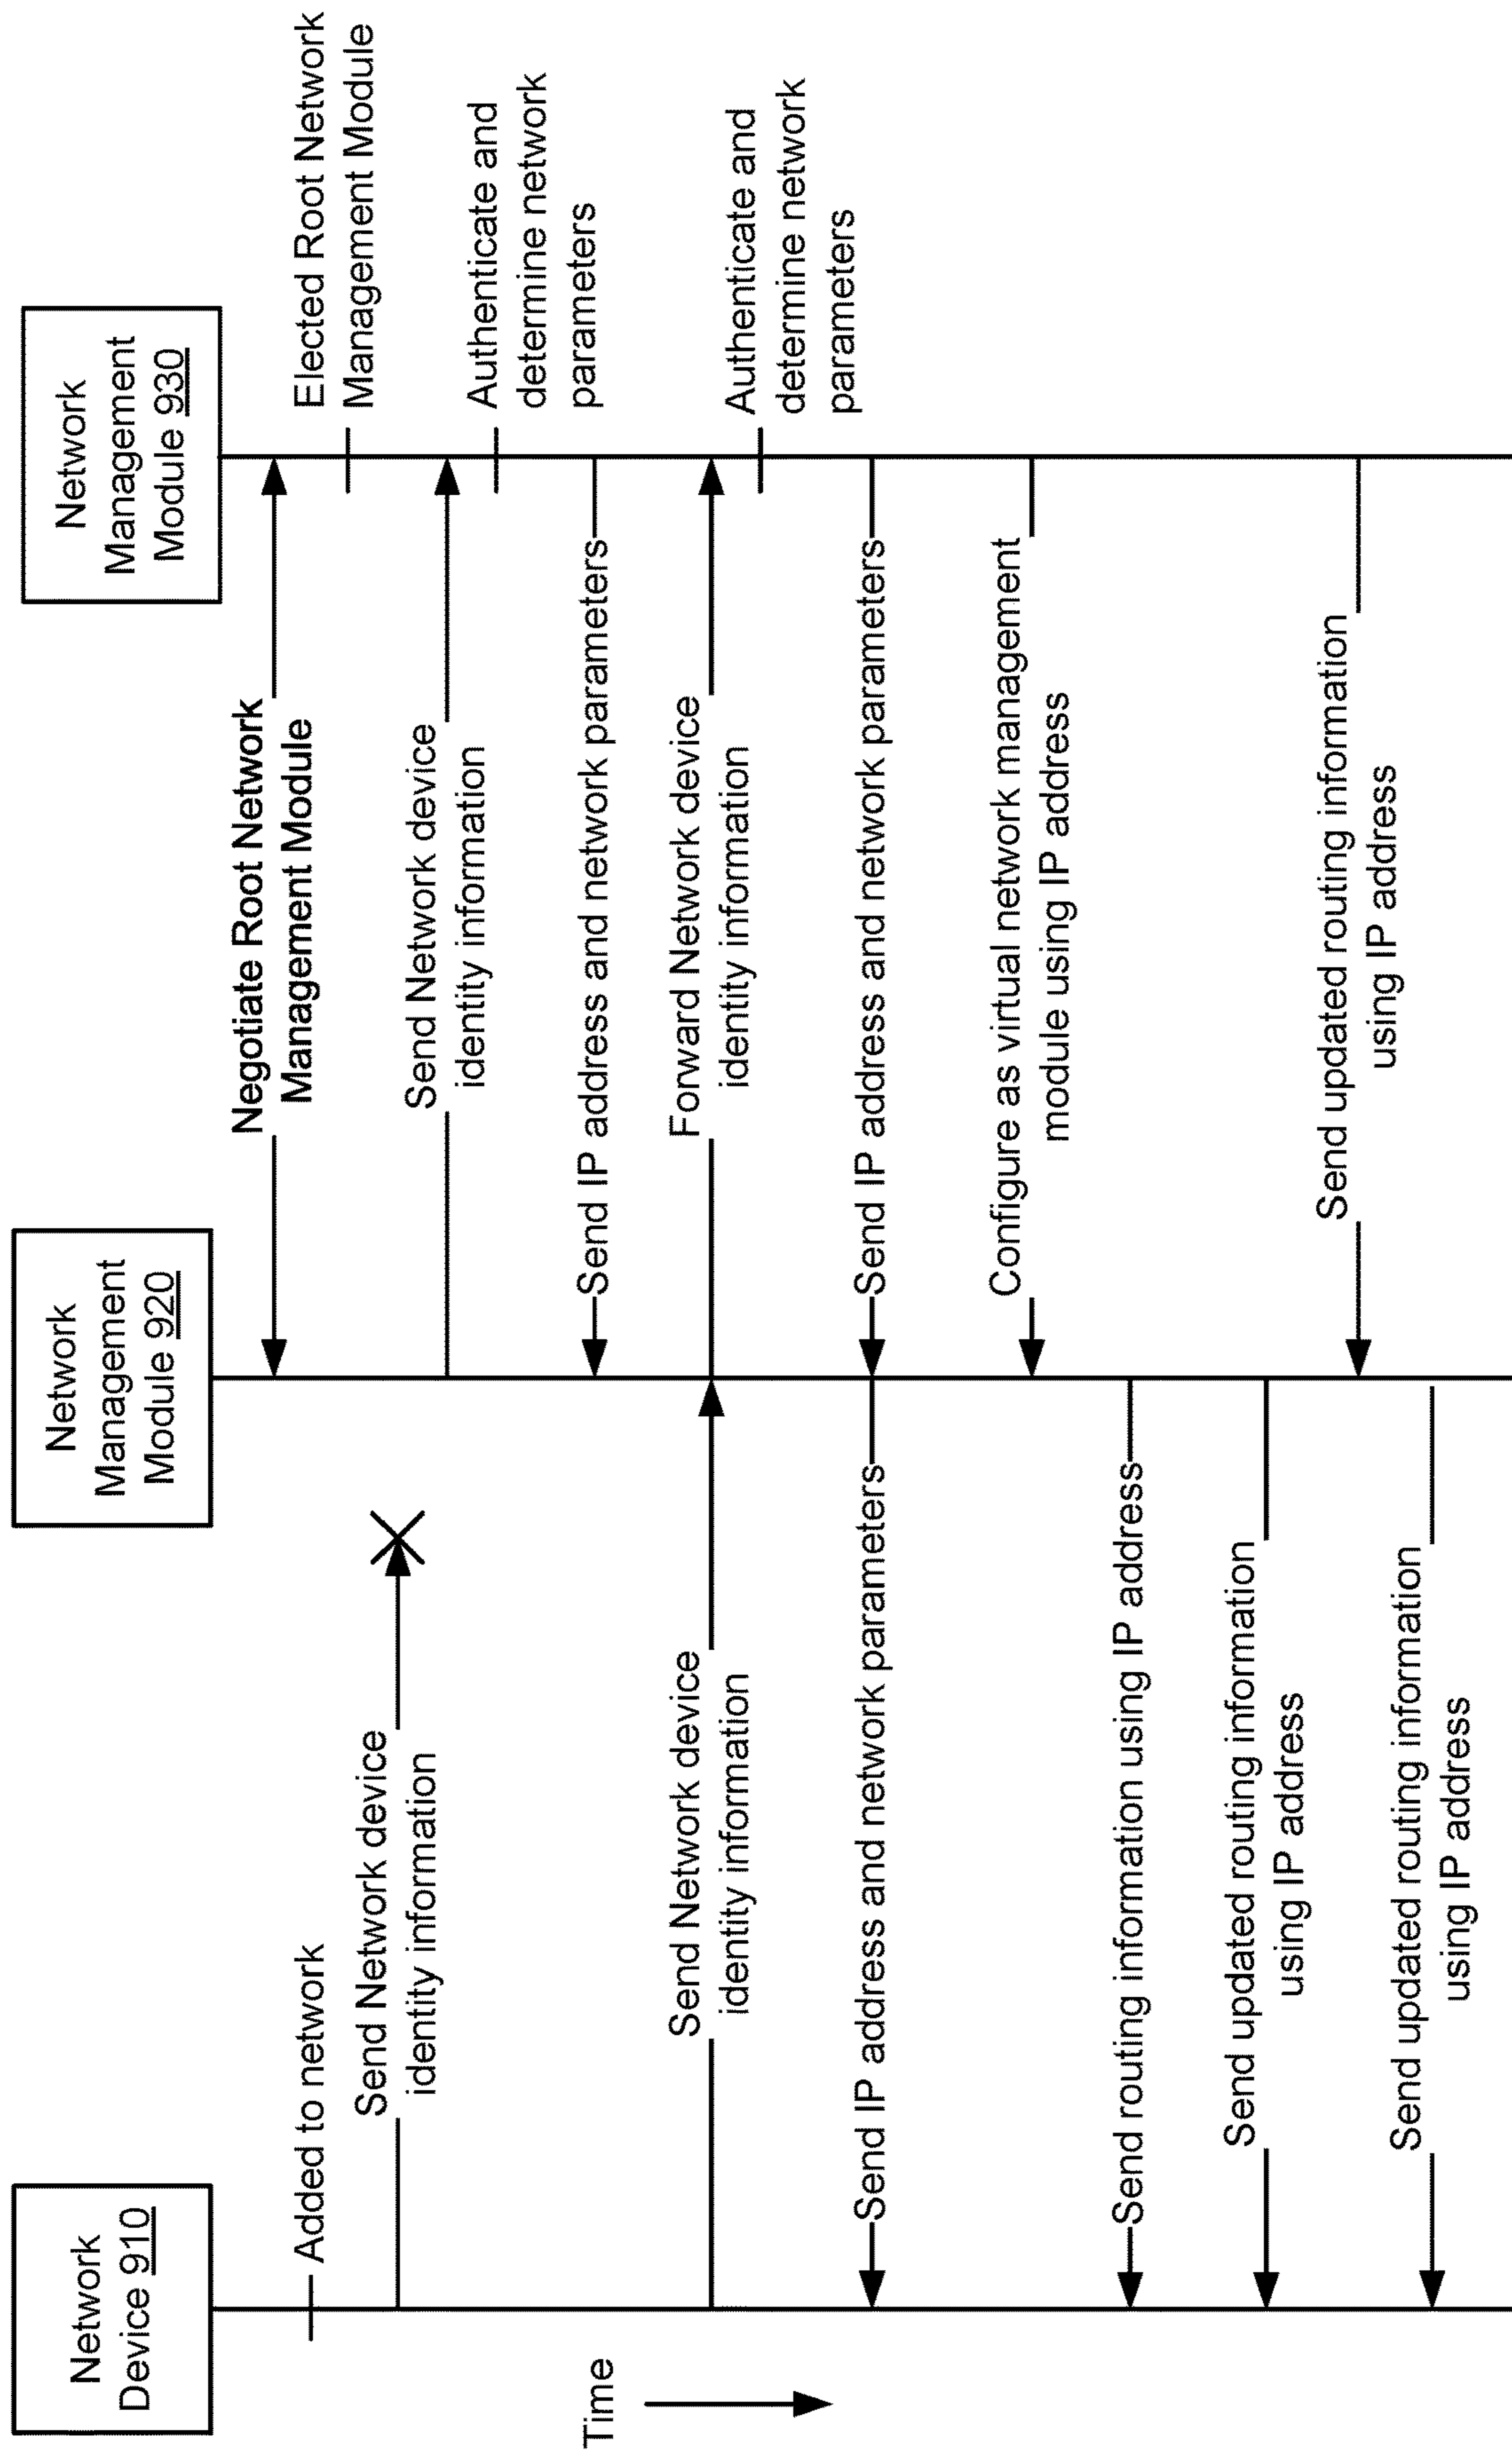 Network
Device 910
Network
Management
Module 920
Network
Management
Module 930
Negotiate Root Network
Management Module
Added to network
Elected Root Network
Management Module
Send Network device
identity information
Send Network device
identity information
Authenticate and
determine network
parameters
Send IP address and network parameters
Time
Send Network device
identity information
Forward Network device
identity information
Authenticate and
determine network
parameters
Send IP address and network parameters
Send IP address and network parameters
Configure as virtual network management
module using IP address
Send routing information using IP address
Send updated routing information
using IP address
Send updated routing information
using IP address
Send updated routing information
using IP address